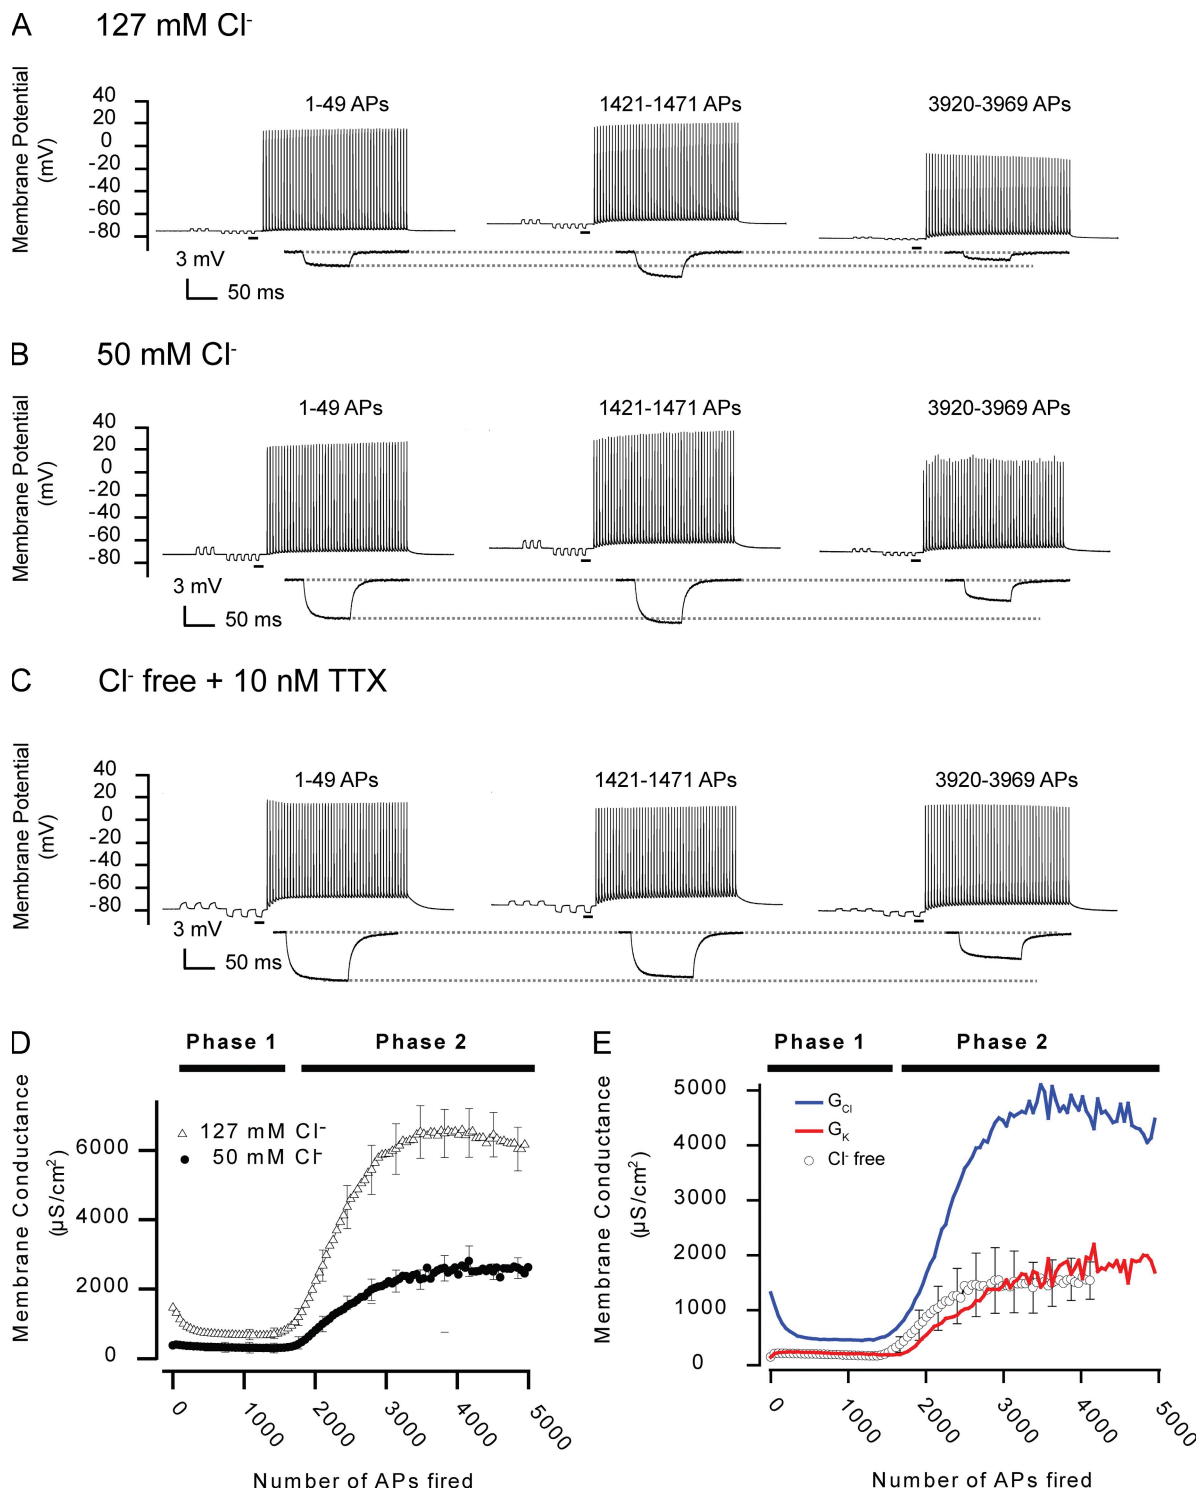 A 127 mM Cl-
Membrane Potential
(mV)
40
20
0
-20
-40
-60
-80
1-49 APs
1421-1471 APs
3920-3969 APs
3 mV
50 ms
B 50 mM Cl-
Membrane Potential
(mV)
40
20
0
-20
-40
-60
-80
1-49 APs
1421-1471 APs
3920-3969 APs
3 mV
50 ms
C Cl- free + 10 nM TTX
Membrane Potential
(mV)
40
20
0
-20
-40
-60
-80
1-49 APs
1421-1471 APs
3920-3969 APs
3 mV
50 ms
D
Phase 1
Phase 2
Membrane Conductance
(µS/cm²)
6000
4000
2000
0
127 mM Cl-
50 mM Cl-
0
1000
2000
3000
4000
5000
Number of APs fired
E
Phase 1
Phase 2
Membrane Conductance
(µS/cm²)
5000
4000
3000
2000
1000
0
GCl
GK
Cl- free
0
1000
2000
3000
4000
5000
Number of APs fired